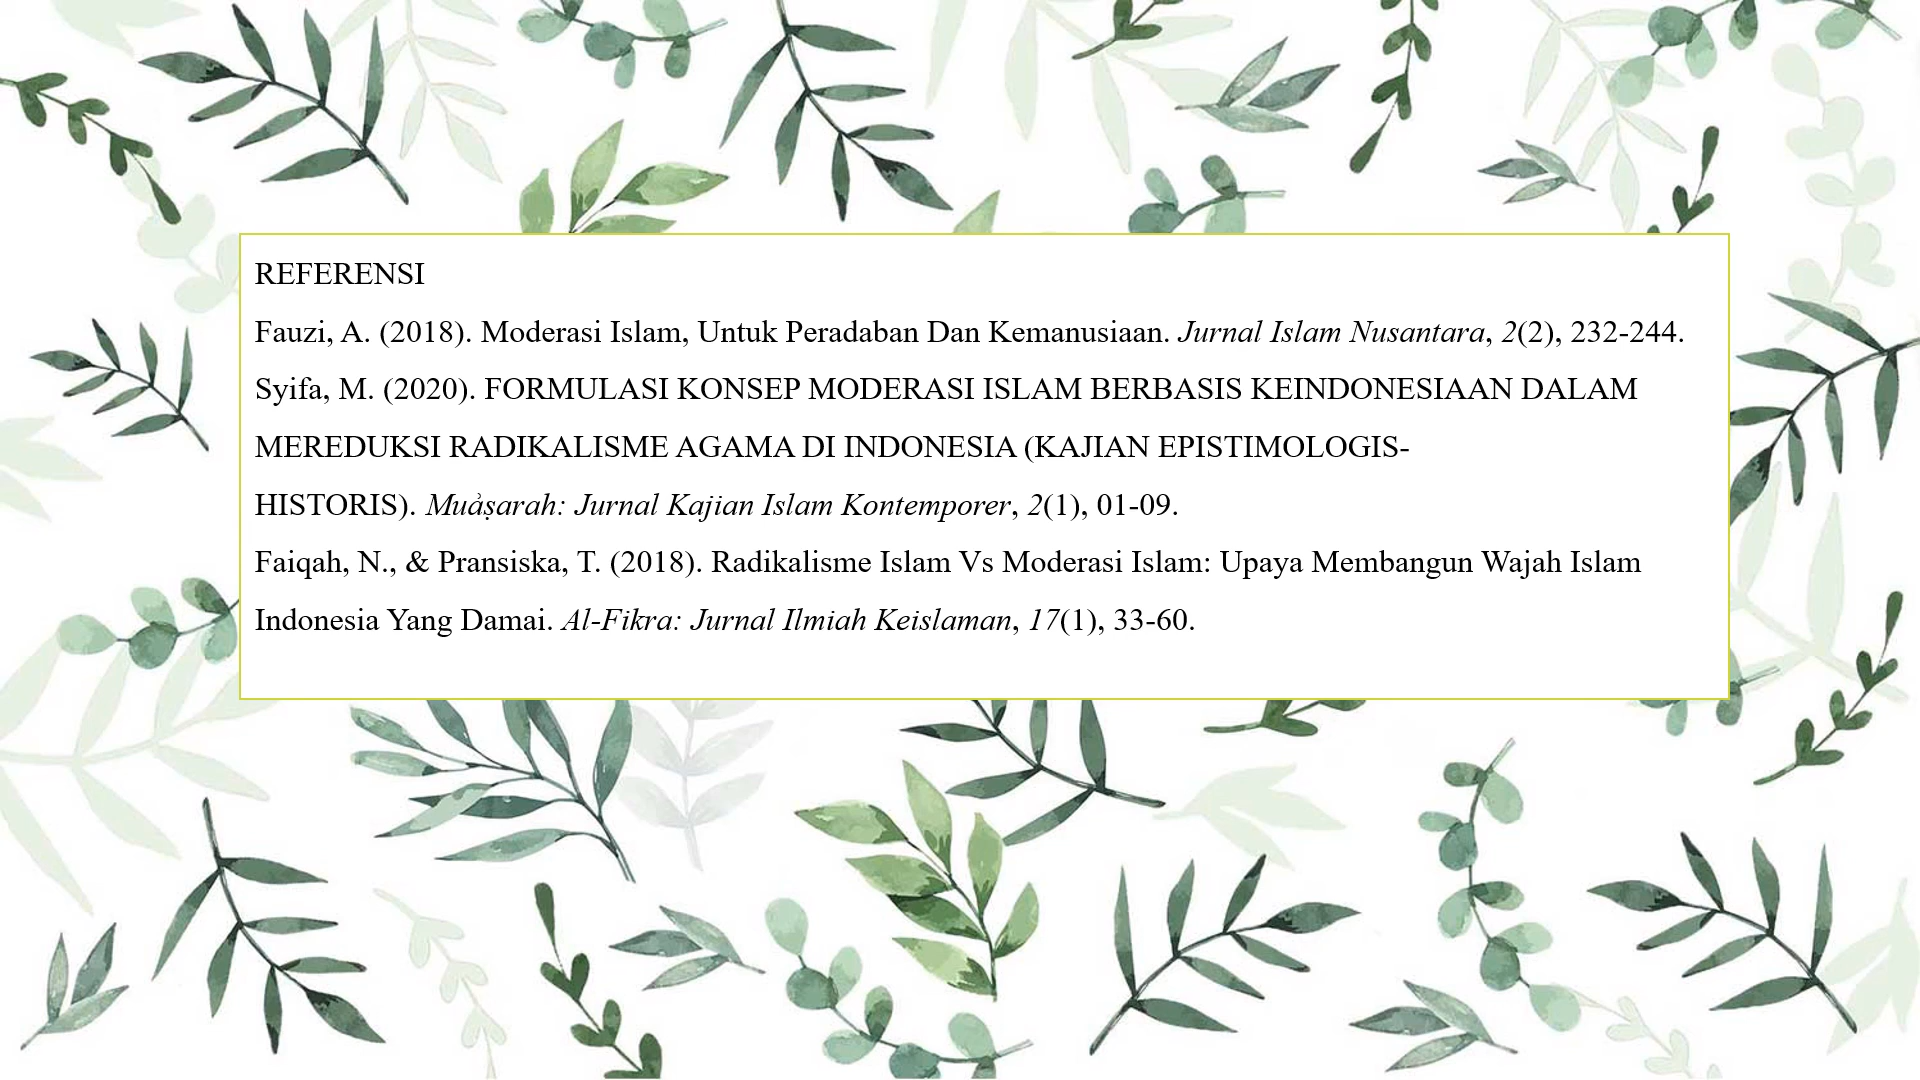 REFERENSI
Fauzi, A. (2018). Moderasi Islam, Untuk Peradaban Dan Kemanusiaan. Jurnal Islam Nusantara, 2(2), 232-244.
Syifa, M. (2020). FORMULASI KONSEP MODERASI ISLAM BERBASIS KEINDONESIAAN DALAM
MEREDUKSI RADIKALISME AGAMA DI INDONESIA (KAJIAN EPISTIMOLOGIS-
HISTORIS). Muȧṣarah: Jurnal Kajian Islam Kontemporer, 2(1), 01-09.
Faiqah, N., & Pransiska, T. (2018). Radikalisme Islam Vs Moderasi Islam: Upaya Membangun Wajah Islam
Indonesia Yang Damai. Al-Fikra: Jurnal Ilmiah Keislaman, 17(1), 33-60.